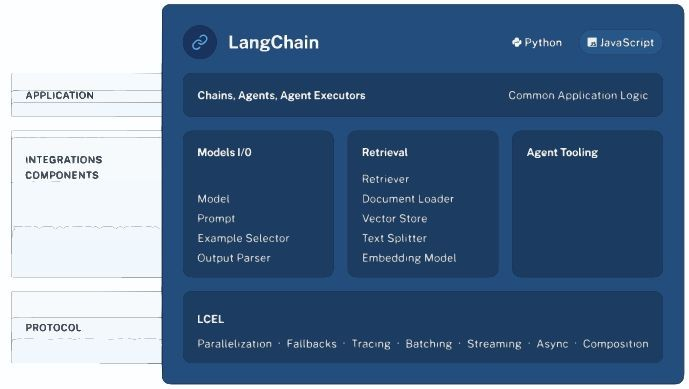 LangChain
Python
JavaScript
APPLICATION
Chains, Agents, Agent Executors
Common Application Logic
INTEGRATIONS
COMPONENTS
Models I/0
Model
Prompt
Example Selector
Output Parser
Retrieval
Retriever
Document Loader
Vector Store
Text Splitter
Embedding Model
Agent Tooling
PROTOCOL
LCEL
Parallelization · Fallbacks · Tracing · Batching · Streaming · Async · Composition